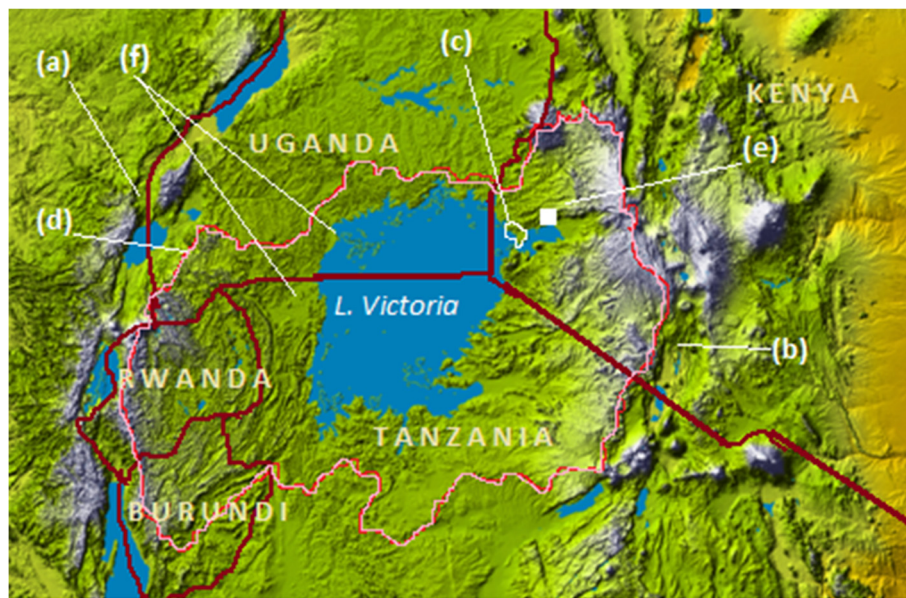 (c)
(a)
(f)
KENYA
UGANDA
(e)
(d)
L. Victoria
(b)
RWANDA
TANZANIA
BURUNDI